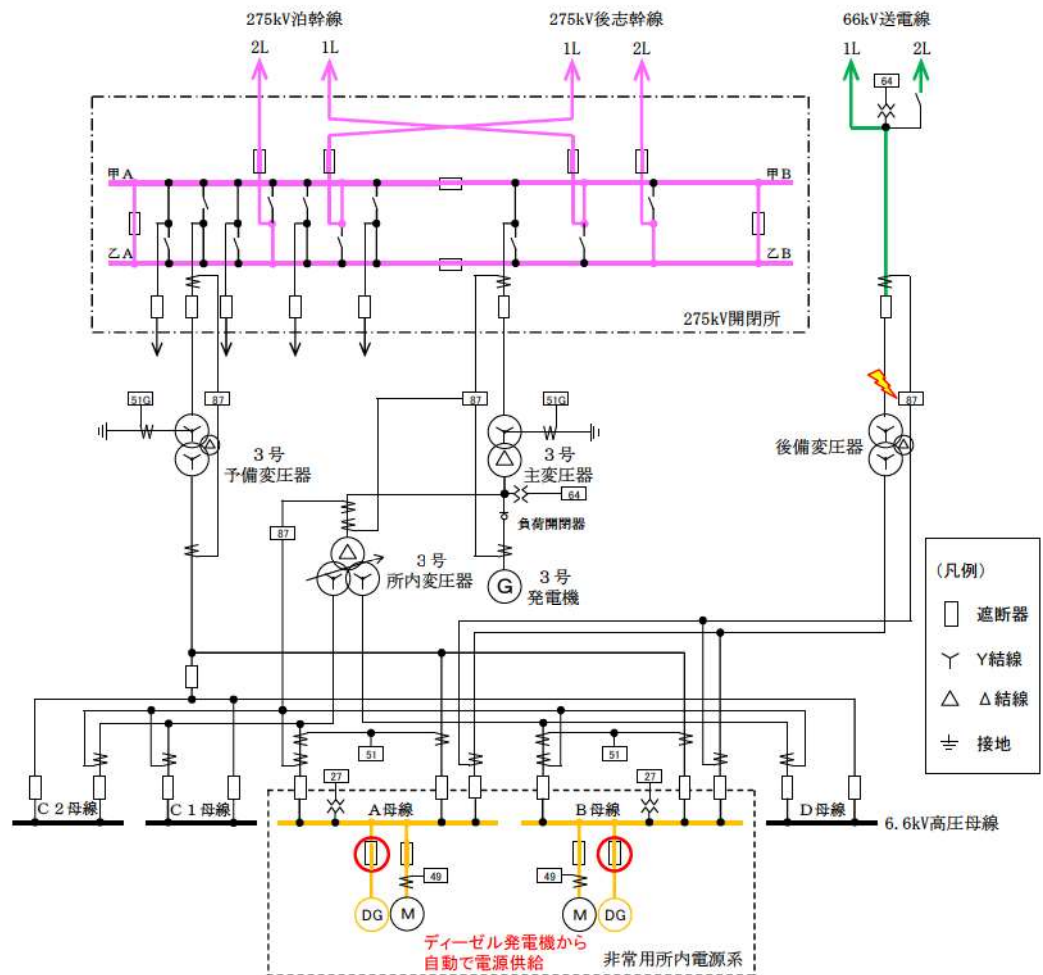 275kV泊幹線
275kV後志幹線
66kV送電線
2L
1L
1L
2L
1L
2L
64
甲A
甲B
乙A
乙B
275kV開閉所
51G
87
87
51G
87
3号
予備変圧器
3号
主変圧器
後備変圧器
64
87
負荷開閉器
3号
所内変圧器
G
3号
発電機
(凡例)
遮断器
Y結線
Δ結線
接地
51
51
27
27
C2母線
C1母線
A母線
B母線
D母線
6.6kV高圧母線
49
49
DG
M
M
DG
ディーゼル発電機から
自動で電源供給
非常用所内電源系